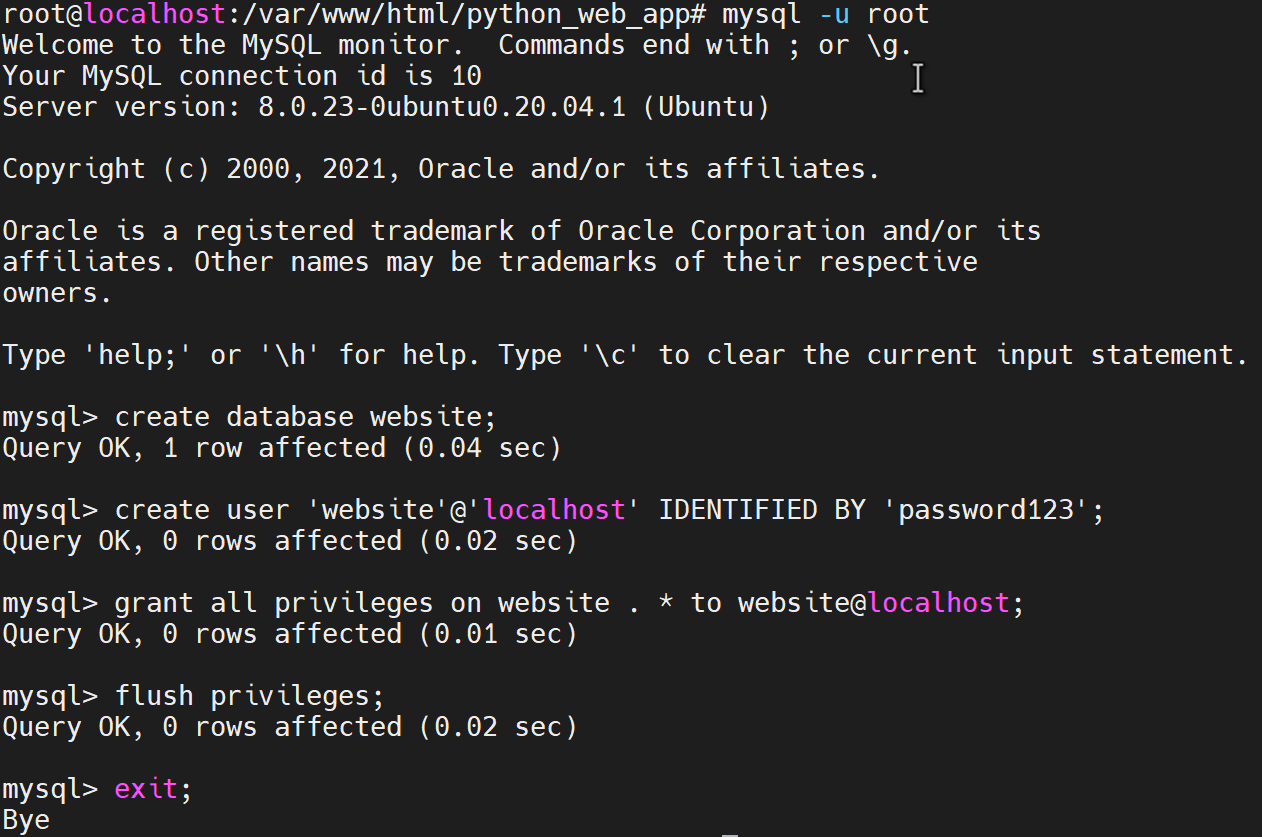 root@localhost:/var/www/html/python_web_app# mysql -u root
Welcome to the MySQL monitor.  Commands end with ; or \g.
Your MySQL connection id is 10
Server version: 8.0.23-0ubuntu0.20.04.1 (Ubuntu)
Copyright (c) 2000, 2021, Oracle and/or its affiliates.
Oracle is a registered trademark of Oracle Corporation and/or its
affiliates. Other names may be trademarks of their respective
owners.
Type 'help;' or '\h' for help. Type '\c' to clear the current input statement.
mysql> create database website;
Query OK, 1 row affected (0.04 sec)
mysql> create user 'website'@'localhost' IDENTIFIED BY 'password123';
Query OK, 0 rows affected (0.02 sec)
mysql> grant all privileges on website . * to website@localhost;
Query OK, 0 rows affected (0.01 sec)
mysql> flush privileges;
Query OK, 0 rows affected (0.02 sec)
mysql> exit;
Bye